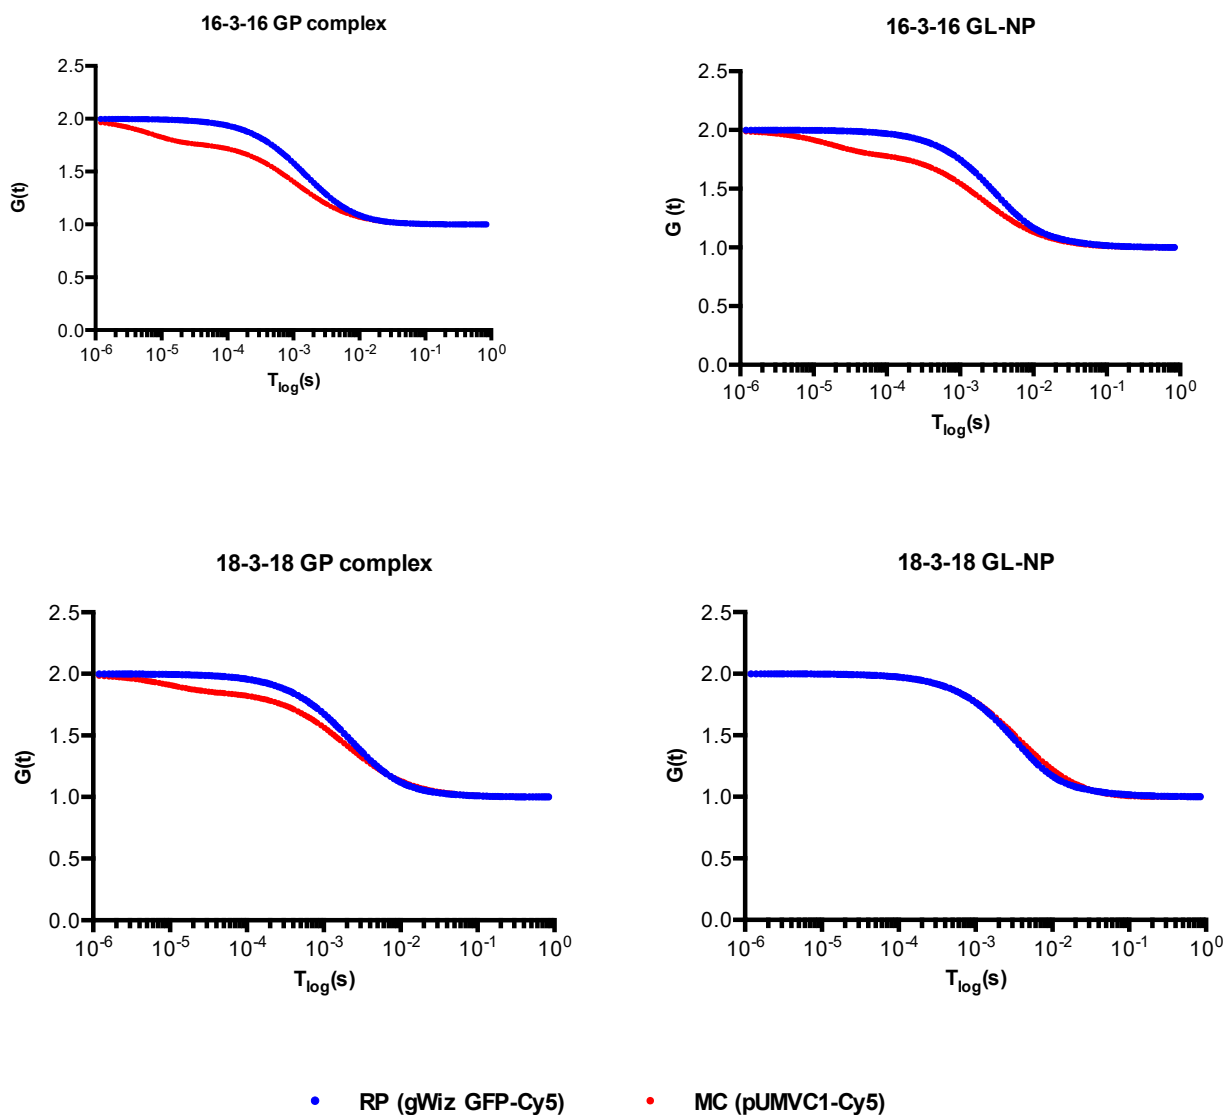 16-3-16 GP complex
2.5
2.0
1.5
1.0
0.5
0.0
G(t)
10-6 10-5 10-4 10-3 10-2 10-1 100
Tlog(s)
16-3-16 GL-NP
2.5
2.0
1.5
1.0
0.5
0.0
G (t)
10-6 10-5 10-4 10-3 10-2 10-1 100
Tlog(s)
18-3-18 GP complex
2.5
2.0
1.5
1.0
0.5
0.0
G(t)
10-6 10-5 10-4 10-3 10-2 10-1 100
Tlog(s)
18-3-18 GL-NP
2.5
2.0
1.5
1.0
0.5
0.0
G(t)
10-6 10-5 10-4 10-3 10-2 10-1 100
Tlog(s)
RP (gWiz GFP-Cy5)
MC (pUMVC1-Cy5)